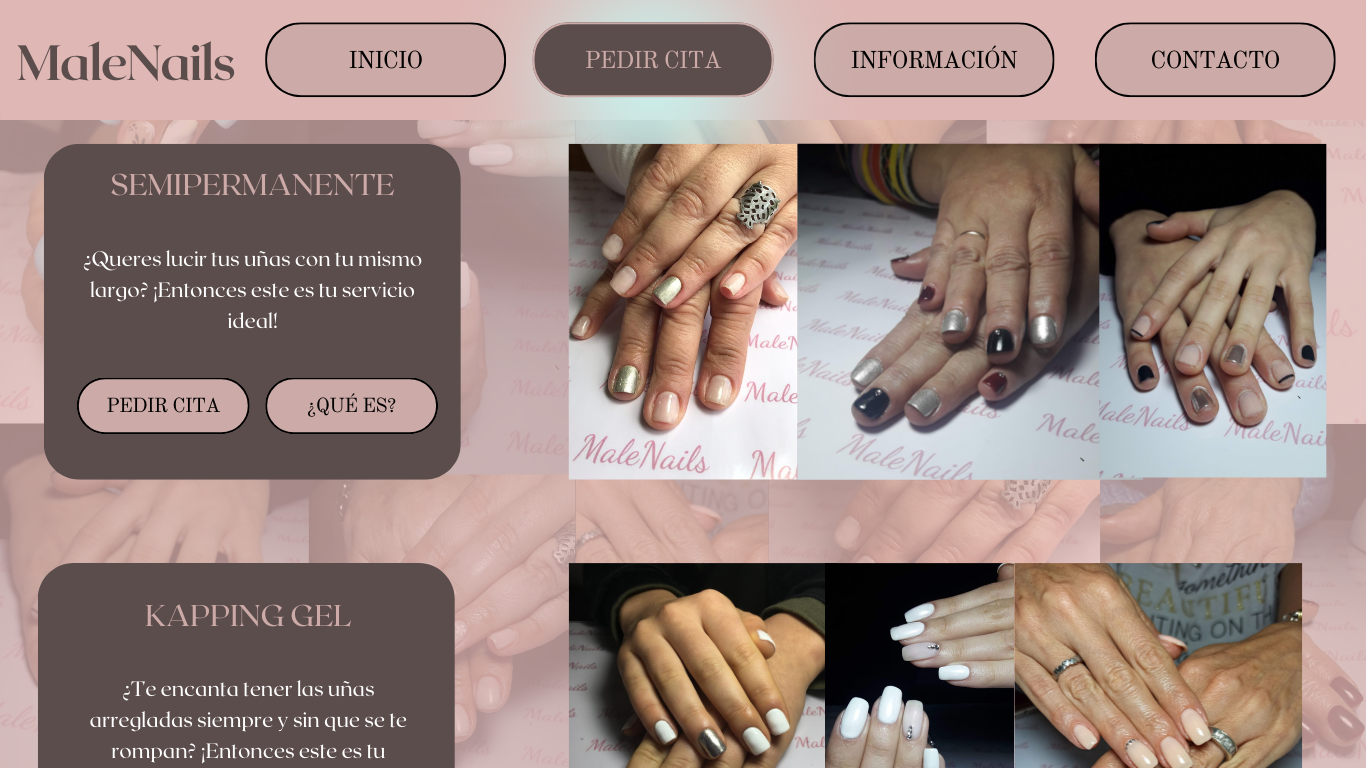 MaleNails
INICIO
PEDIR CITA
INFORMACIÓN
CONTACTO
SEMIPERMANENTE
¿Queres lucir tus uñas con tu mismo
largo? ¡Entonces este es tu servicio
ideal!
PEDIR CITA
¿QUÉ ES?
MaleNails
MaleNails
MaleNails
KAPPING GEL
¿Te encanta tener las uñas
arregladas siempre y sin que se te
rompan? ¡Entonces este es tu